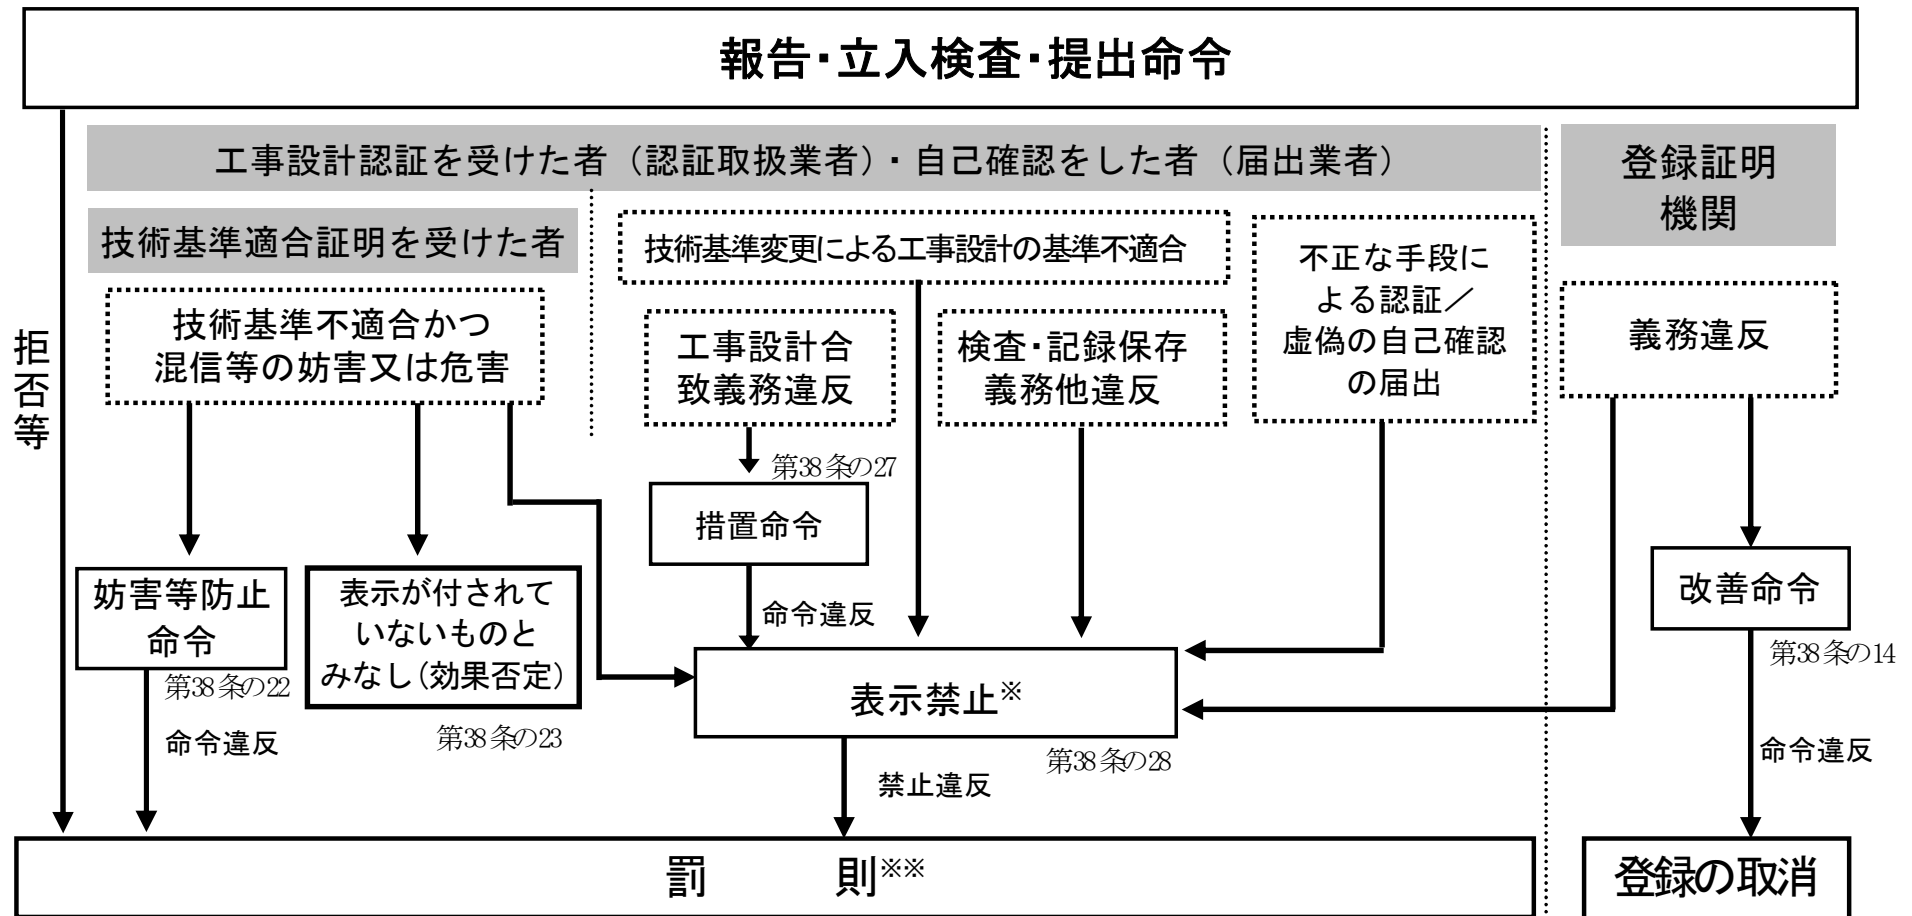 報告・立入検査・提出命令
工事設計認証を受けた者（認証取扱業者）・自己確認をした者（届出業者）
登録証明
機関
技術基準適合証明を受けた者
技術基準変更による工事設計の基準不適合
不正な手段に
よる認証／
虚偽の自己確認
の届出
技術基準不適合かつ
混信等の妨害又は危害
工事設計合
致義務違反
検査・記録保存
義務他違反
義務違反
拒否等
第38条の27
措置命令
妨害等防止
命令
第38条の22
表示が付されて
いないものと
みなし（効果否定）
第38条の23
命令違反
改善命令
第38条の14
表示禁止※
第38条の28
命令違反
禁止違反
命令違反
罰　則※※
登録の取消